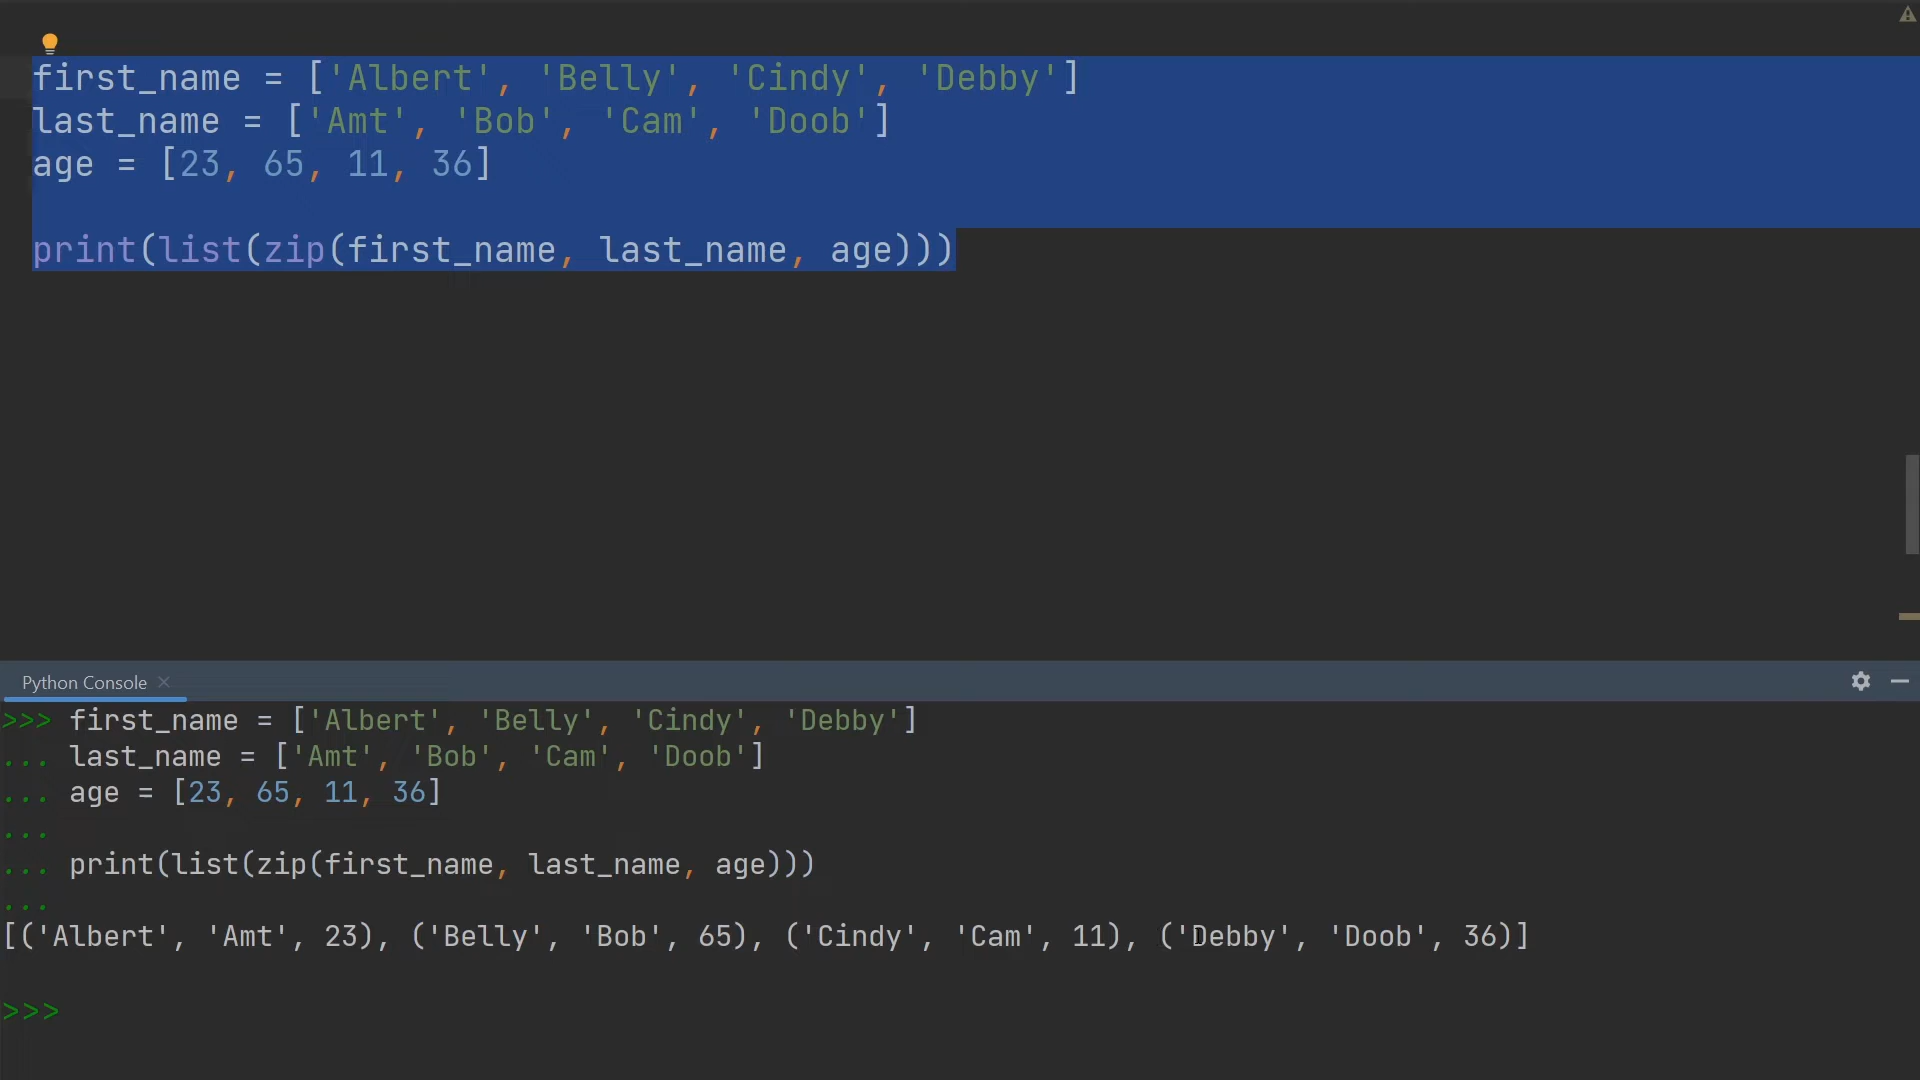 first_name = ['Albert', 'Belly', 'Cindy', 'Debby']
last_name = ['Amt', 'Bob', 'Cam', 'Doob']
age = [23, 65, 11, 36]
print(list(zip(first_name, last_name, age)))
Python Console
>>> first_name = ['Albert', 'Belly', 'Cindy', 'Debby']
... last_name = ['Amt', 'Bob', 'Cam', 'Doob']
... age = [23, 65, 11, 36]
...
... print(list(zip(first_name, last_name, age)))
...
[('Albert', 'Amt', 23), ('Belly', 'Bob', 65), ('Cindy', 'Cam', 11), ('Debby', 'Doob', 36)]
>>>